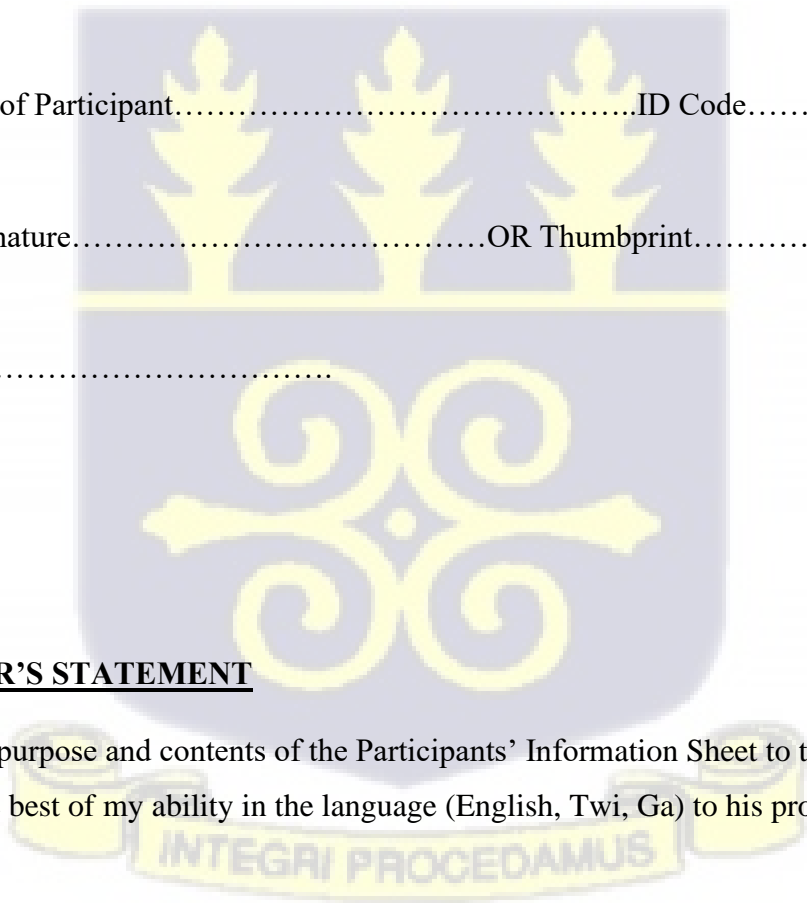 of Participant…………………………………..ID Code……
nature…………………………………OR Thumbprint…………
……………………………….
R’S STATEMENT
purpose and contents of the Participants’ Information Sheet to t
best of my ability in the language (English, Twi, Ga) to his pro
INTEGRI PROCEDAMUS